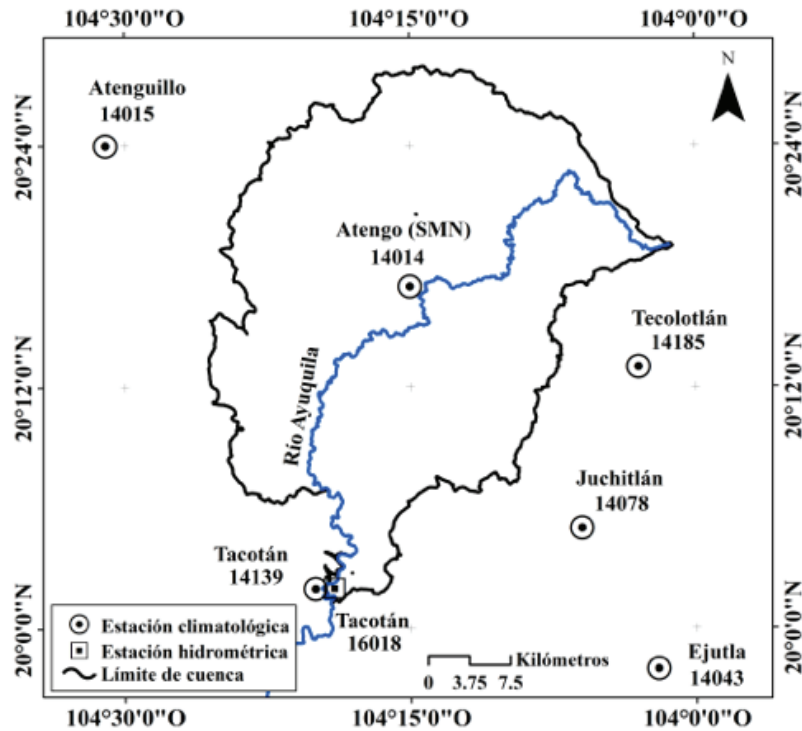 104°30'0"O
104°15'0"O
104°0'0"O
N
Atenguillo
14015
20°24'0"N
20°24'0"N
Atengo (SMN)
14014
Tecolotlán
14185
20°12'0"N
20°12'0"N
Río Ayuquila
Juchitlán
14078
Tacotán
14139
Tacotán
16018
20°0'0"N
20°0'0"N
Estación climatológica
Estación hidrométrica
Límite de cuenca
Kilómetros
0 3.75 7.5
Ejutla
14043
104°30'0"O
104°15'0"O
104°0'0"O